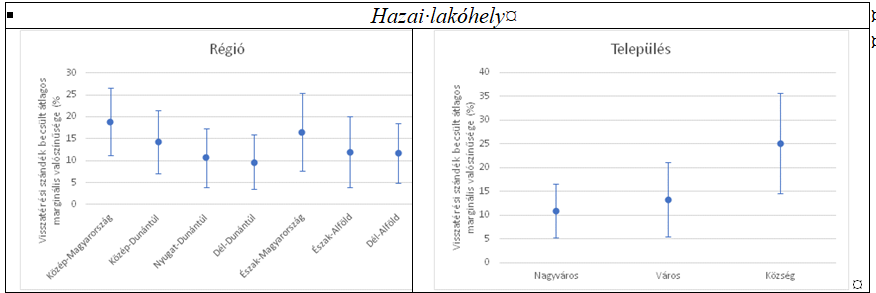 Hazai·lakóhely¤
Régió
Visszatérési szándék becsült átlagos
marginális valószínűsége (%
30
25
20
15
10
5
0
Közép-Magyarország
Közép-Dunántúl
Nyugat-Dunántúl
Dél-Dunántúl
Észak-Magyarország
Észak-Alföld
Dél-Alföld
Település
Visszatérési szándék becsült átlagos
marginális valószínűsége (%)
40
35
30
25
20
15
10
5
0
Nagyváros
Város
Község
¤
¤
¤